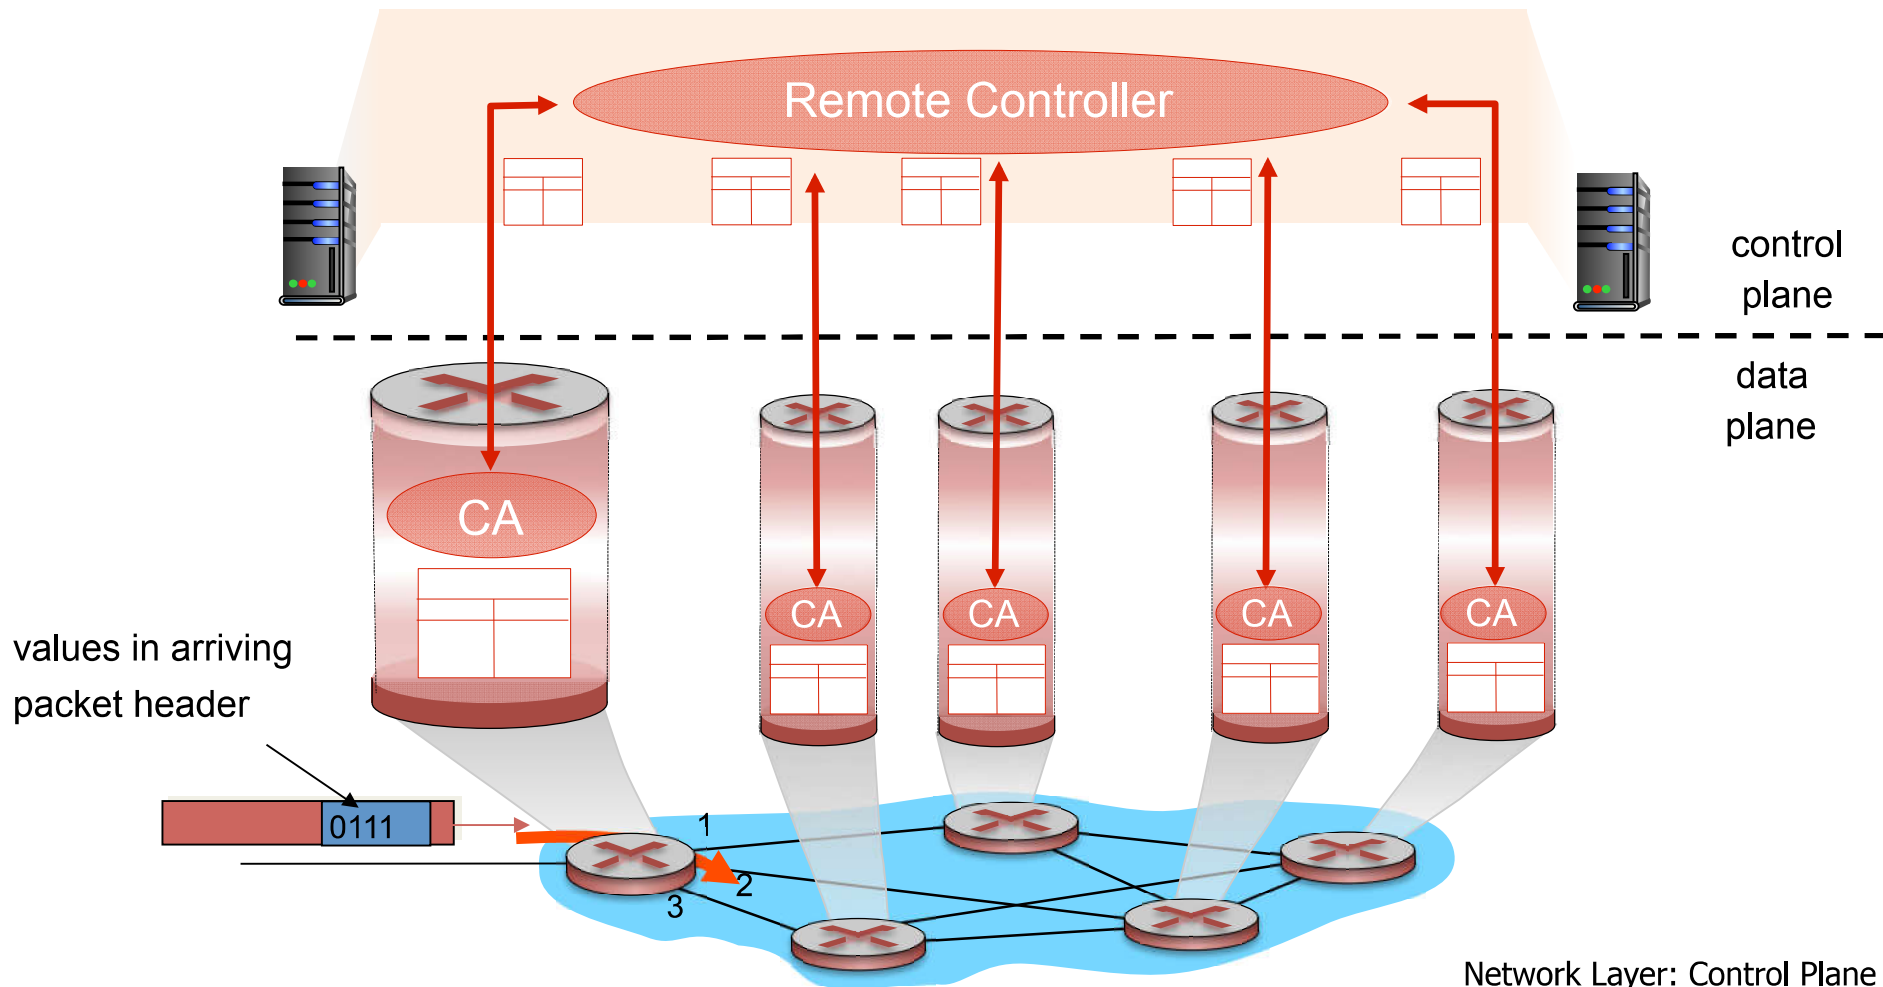 Remote Controller
control
plane
data
plane
CA
CA
CA
CA
CA
values in arriving
packet header
0111
1
2
3
Network Layer: Control Plane